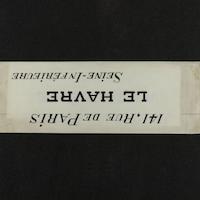 141, RUE DE PARIS
LE HAVRE
SEINE-INFÉRIEURE